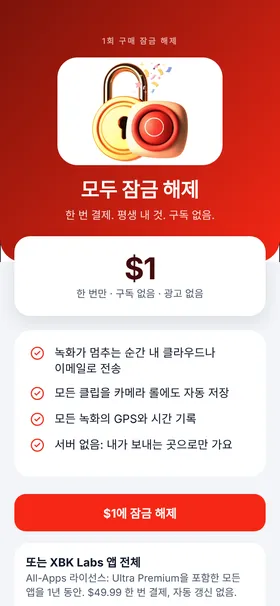 1회 구매 잠금 해제
모두 잠금 해제
한 번 결제. 평생 내 것. 구독 없음.
$1
한 번만 · 구독 없음 · 광고 없음
녹화가 멈추는 순간 내 클라우드나
이메일로 전송
모든 클립을 카메라 롤에도 자동 저장
모든 녹화의 GPS와 시간 기록
서버 없음: 내가 보내는 곳으로만 가요
$1에 잠금 해제
또는 XBK Labs 앱 전체
All-Apps 라이선스: Ultra Premium을 포함한 모든
앱을 1년 동안. $49.99 한 번 결제, 자동 갱신 없음.